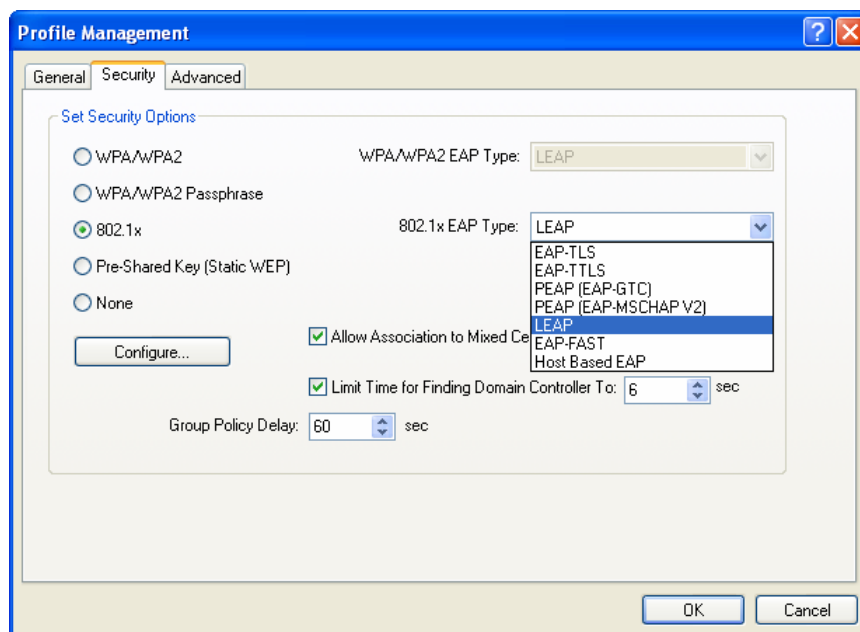 Profile Management
General Security Advanced
Set Security Options
WPA/WPA2 WPA/WPA2 EAP Type: LEAP
WPA/WPA2 Passphrase
802.1x 802.1x EAP Type: LEAP
EAP-TLS
EAP-TTLS
Pre-Shared Key (Static WEP) PEAP (EAP-GTC)
PEAP (EAP-MSCHAP V2)
None
LEAP
Allow Association to Mixed Ce
EAP-FAST
Configure... Host Based EAP
Limit Time for Finding Domain Controller To: 6 sec
Group Policy Delay: 60 sec
OK Cancel